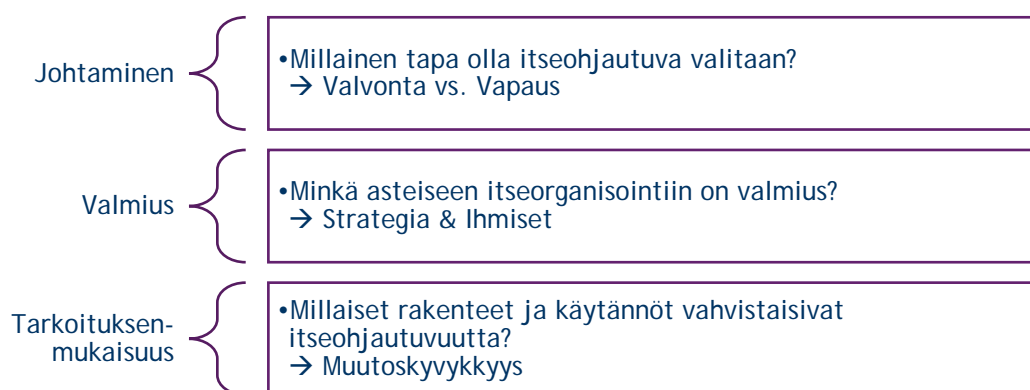 Johtaminen
•Millainen tapa olla itseohjautuva valitaan?
→ Valvonta vs. Vapaus
Valmius
•Minkä asteiseen itseorganisointiin on valmius?
→ Strategia & Ihmiset
Tarkoituksen-
mukaisuus
•Millaiset rakenteet ja käytännöt vahvistaisivat
itseohjautuvuutta?
→ Muutoskyvykkyys